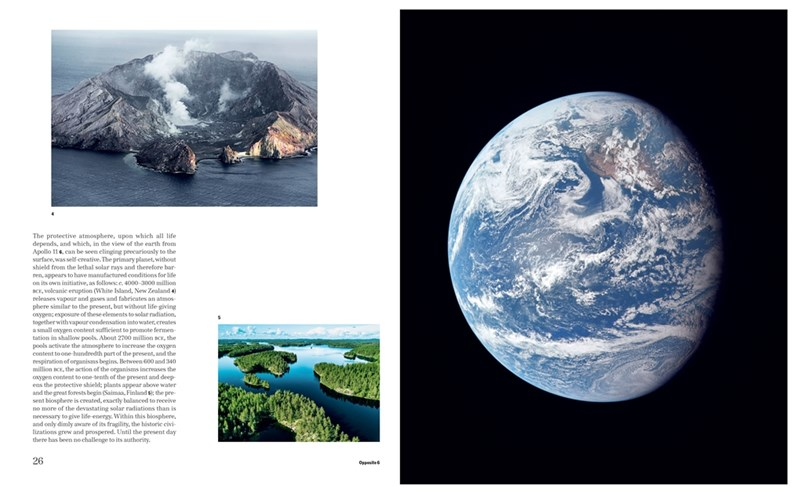 4
The protective atmosphere, upon which all life
depends, and which, in the view of the earth from
Apollo 11 6, can be seen clinging precariously to the
surface, was self-creative. The primary planet, without
shield from the lethal solar rays and therefore bar-
ren, appears to have manufactured conditions for life
on its own initiative, as follows: c. 4000–3000 million
BCE, volcanic eruption (White Island, New Zealand 4)
releases vapour and gases and fabricates an atmos-
phere similar to the present, but without life-giving
oxygen; exposure of these elements to solar radiation,
together with vapour condensation into water, creates
a small oxygen content sufficient to promote fermen-
tation in shallow pools. About 2700 million BCE, the
pools activate the atmosphere to increase the oxygen
content to one-hundredth part of the present, and the
respiration of organisms begins. Between 600 and 340
million BCE, the action of the organisms increases the
oxygen content to one-tenth of the present and deep-
ens the protective shield; plants appear above water
and the great forests begin (Saimaa, Finland 5); the pre-
sent biosphere is created, exactly balanced to receive
no more of the devastating solar radiations than is
necessary to give life-energy. Within this biosphere,
and only dimly aware of its fragility, the historic civi-
lizations grew and prospered. Until the present day
there has been no challenge to its authority.
5
26
Opposite 6